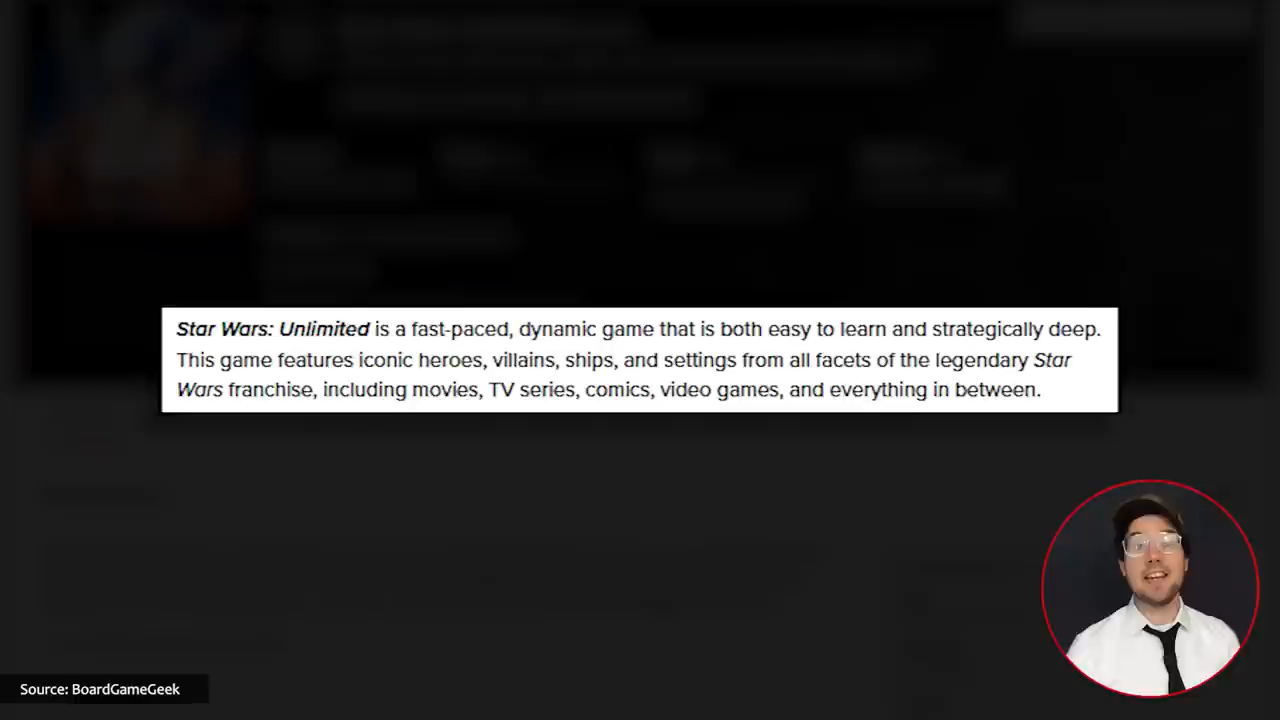 Star Wars: Unlimited is a fast-paced, dynamic game that is both easy to learn and strategically deep.
This game features iconic heroes, villains, ships, and settings from all facets of the legendary Star
Wars franchise, including movies, TV series, comics, video games, and everything in between.
Source: BoardGameGeek